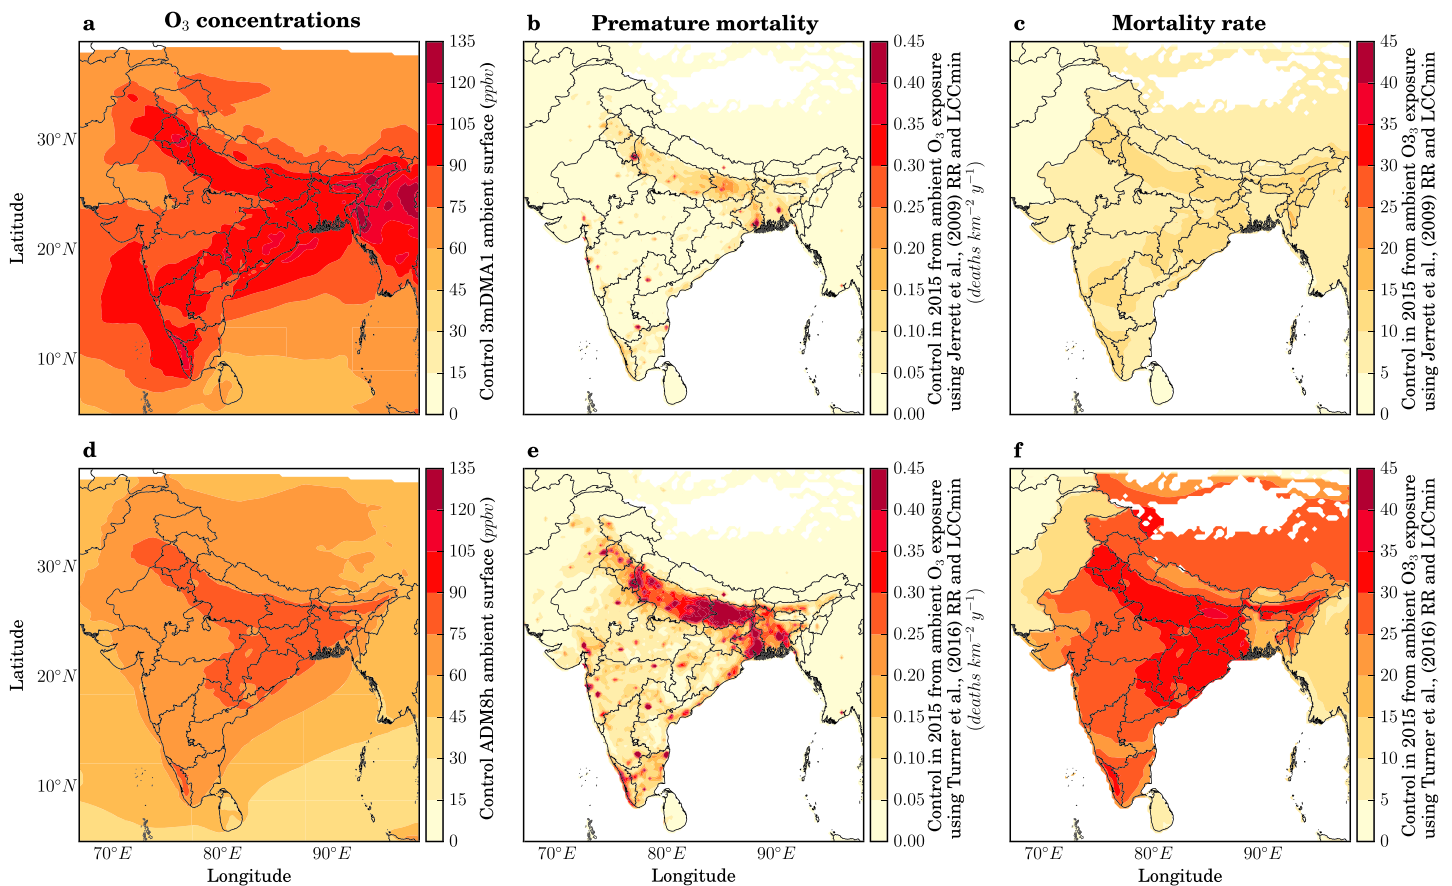 a
O3 concentrations
b
Premature mortality
c
Mortality rate
135
120
105
90
75
60
45
30
15
0
Control 3mDMA1 ambient surface (ppbv)
0.45
0.40
0.35
0.30
0.25
0.20
0.15
0.10
0.05
0.00
Control in 2015 from ambient O3 exposure
using Jerrett et al., (2009) RR and LCCmin
(deaths km−2 y−1)
45
40
35
30
25
20
15
10
5
0
Control in 2015 from ambient O3 exposure
using Jerrett et al., (2009) RR and LCCmin
30°N
20°N
10°N
Latitude
d
e
f
135
120
105
90
75
60
45
30
15
0
Control ADM8h ambient surface (ppbv)
0.45
0.40
0.35
0.30
0.25
0.20
0.15
0.10
0.05
0.00
Control in 2015 from ambient O3 exposure
using Turner et al., (2016) RR and LCCmin
(deaths km−2 y−1)
45
40
35
30
25
20
15
10
5
0
Control in 2015 from ambient O3 exposure
using Turner et al., (2016) RR and LCCmin
30°N
20°N
10°N
Latitude
70°E 80°E 90°E
70°E 80°E 90°E
70°E 80°E 90°E
Longitude
Longitude
Longitude